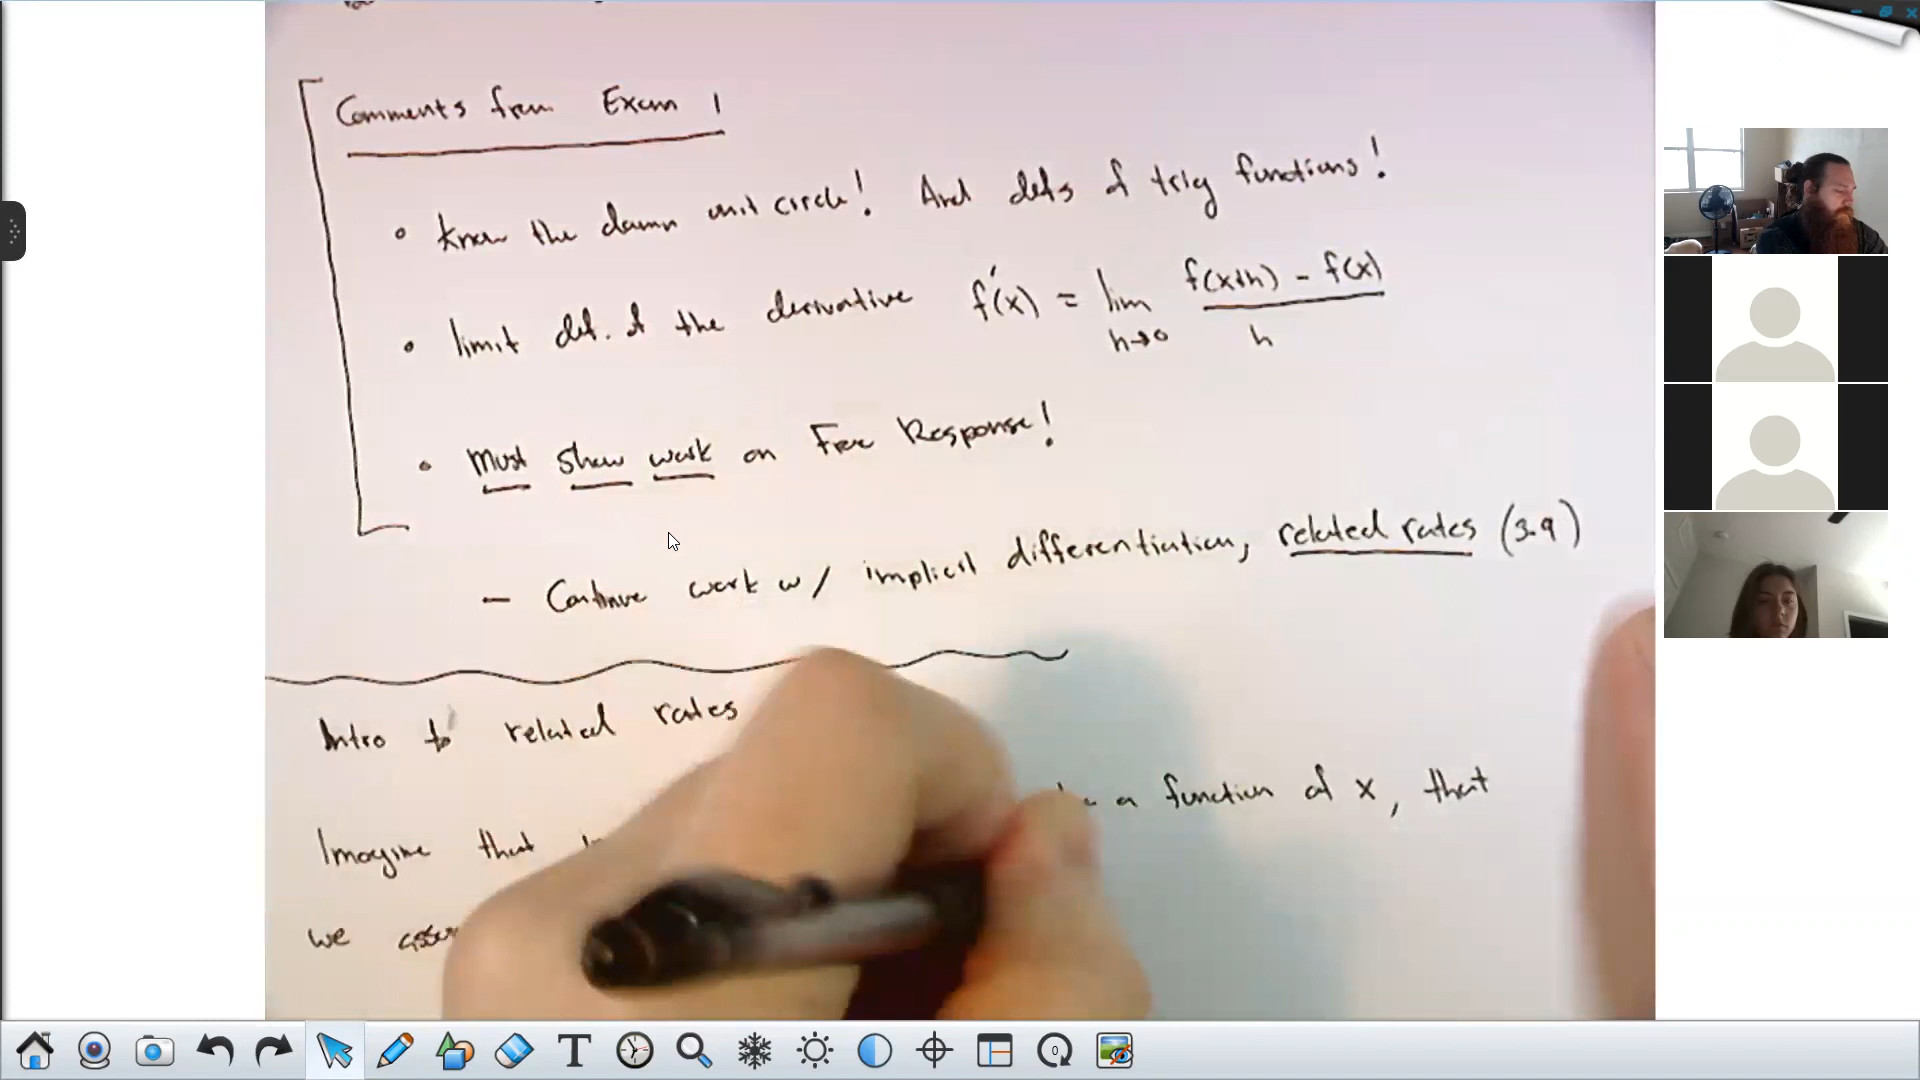 Comments from Exam 1
• know the damn unit circle! And defs of trig functions!
• limit def. of the derivative f'(x) = lim h→0 f(x+h) - f(x) / h
• Must show work on Free Response!
— Continue work w/ implicit differentiation, related rates (3.9)
Intro to related rates
Imagine that a function of x, that
we
T
0